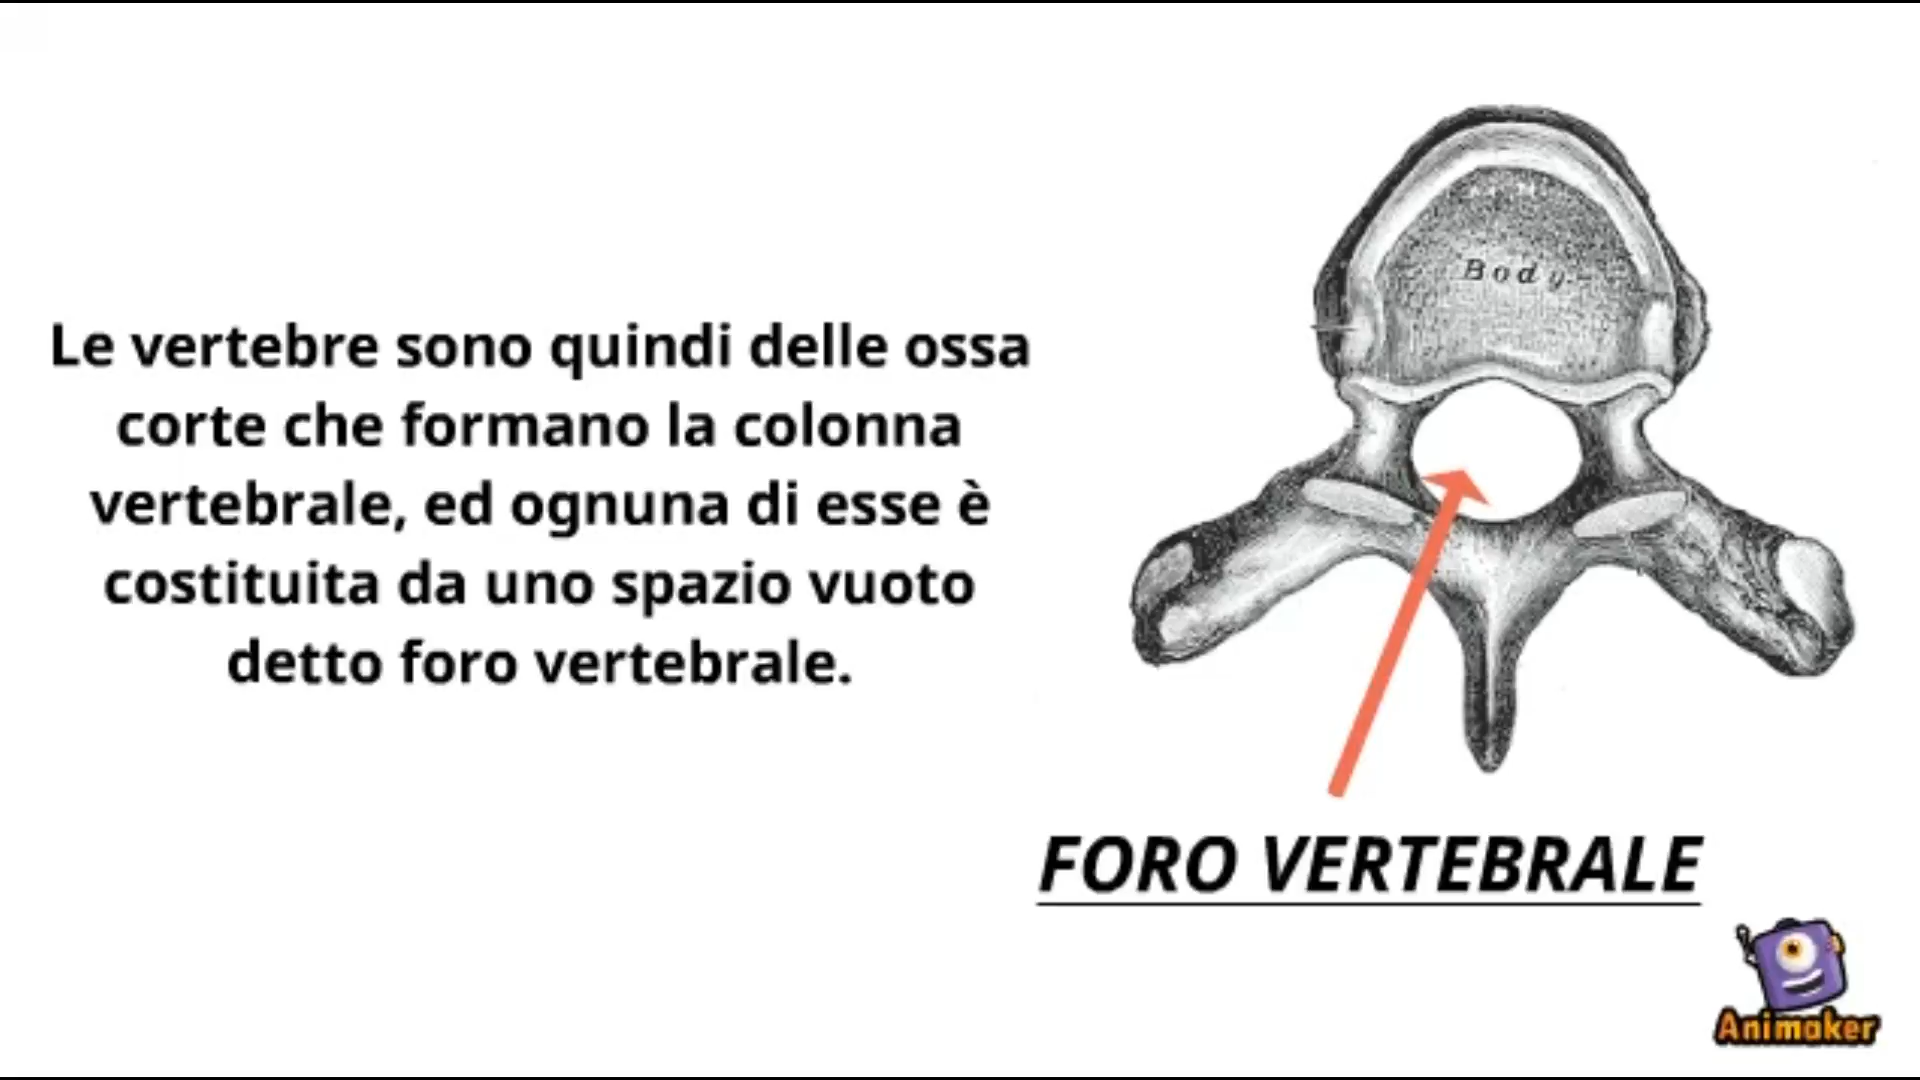 Le vertebre sono quindi delle ossa
corte che formano la colonna
vertebrale, ed ognuna di esse è
costituita da uno spazio vuoto
detto foro vertebrale.
Body.
FORO VERTEBRALE
Animaker